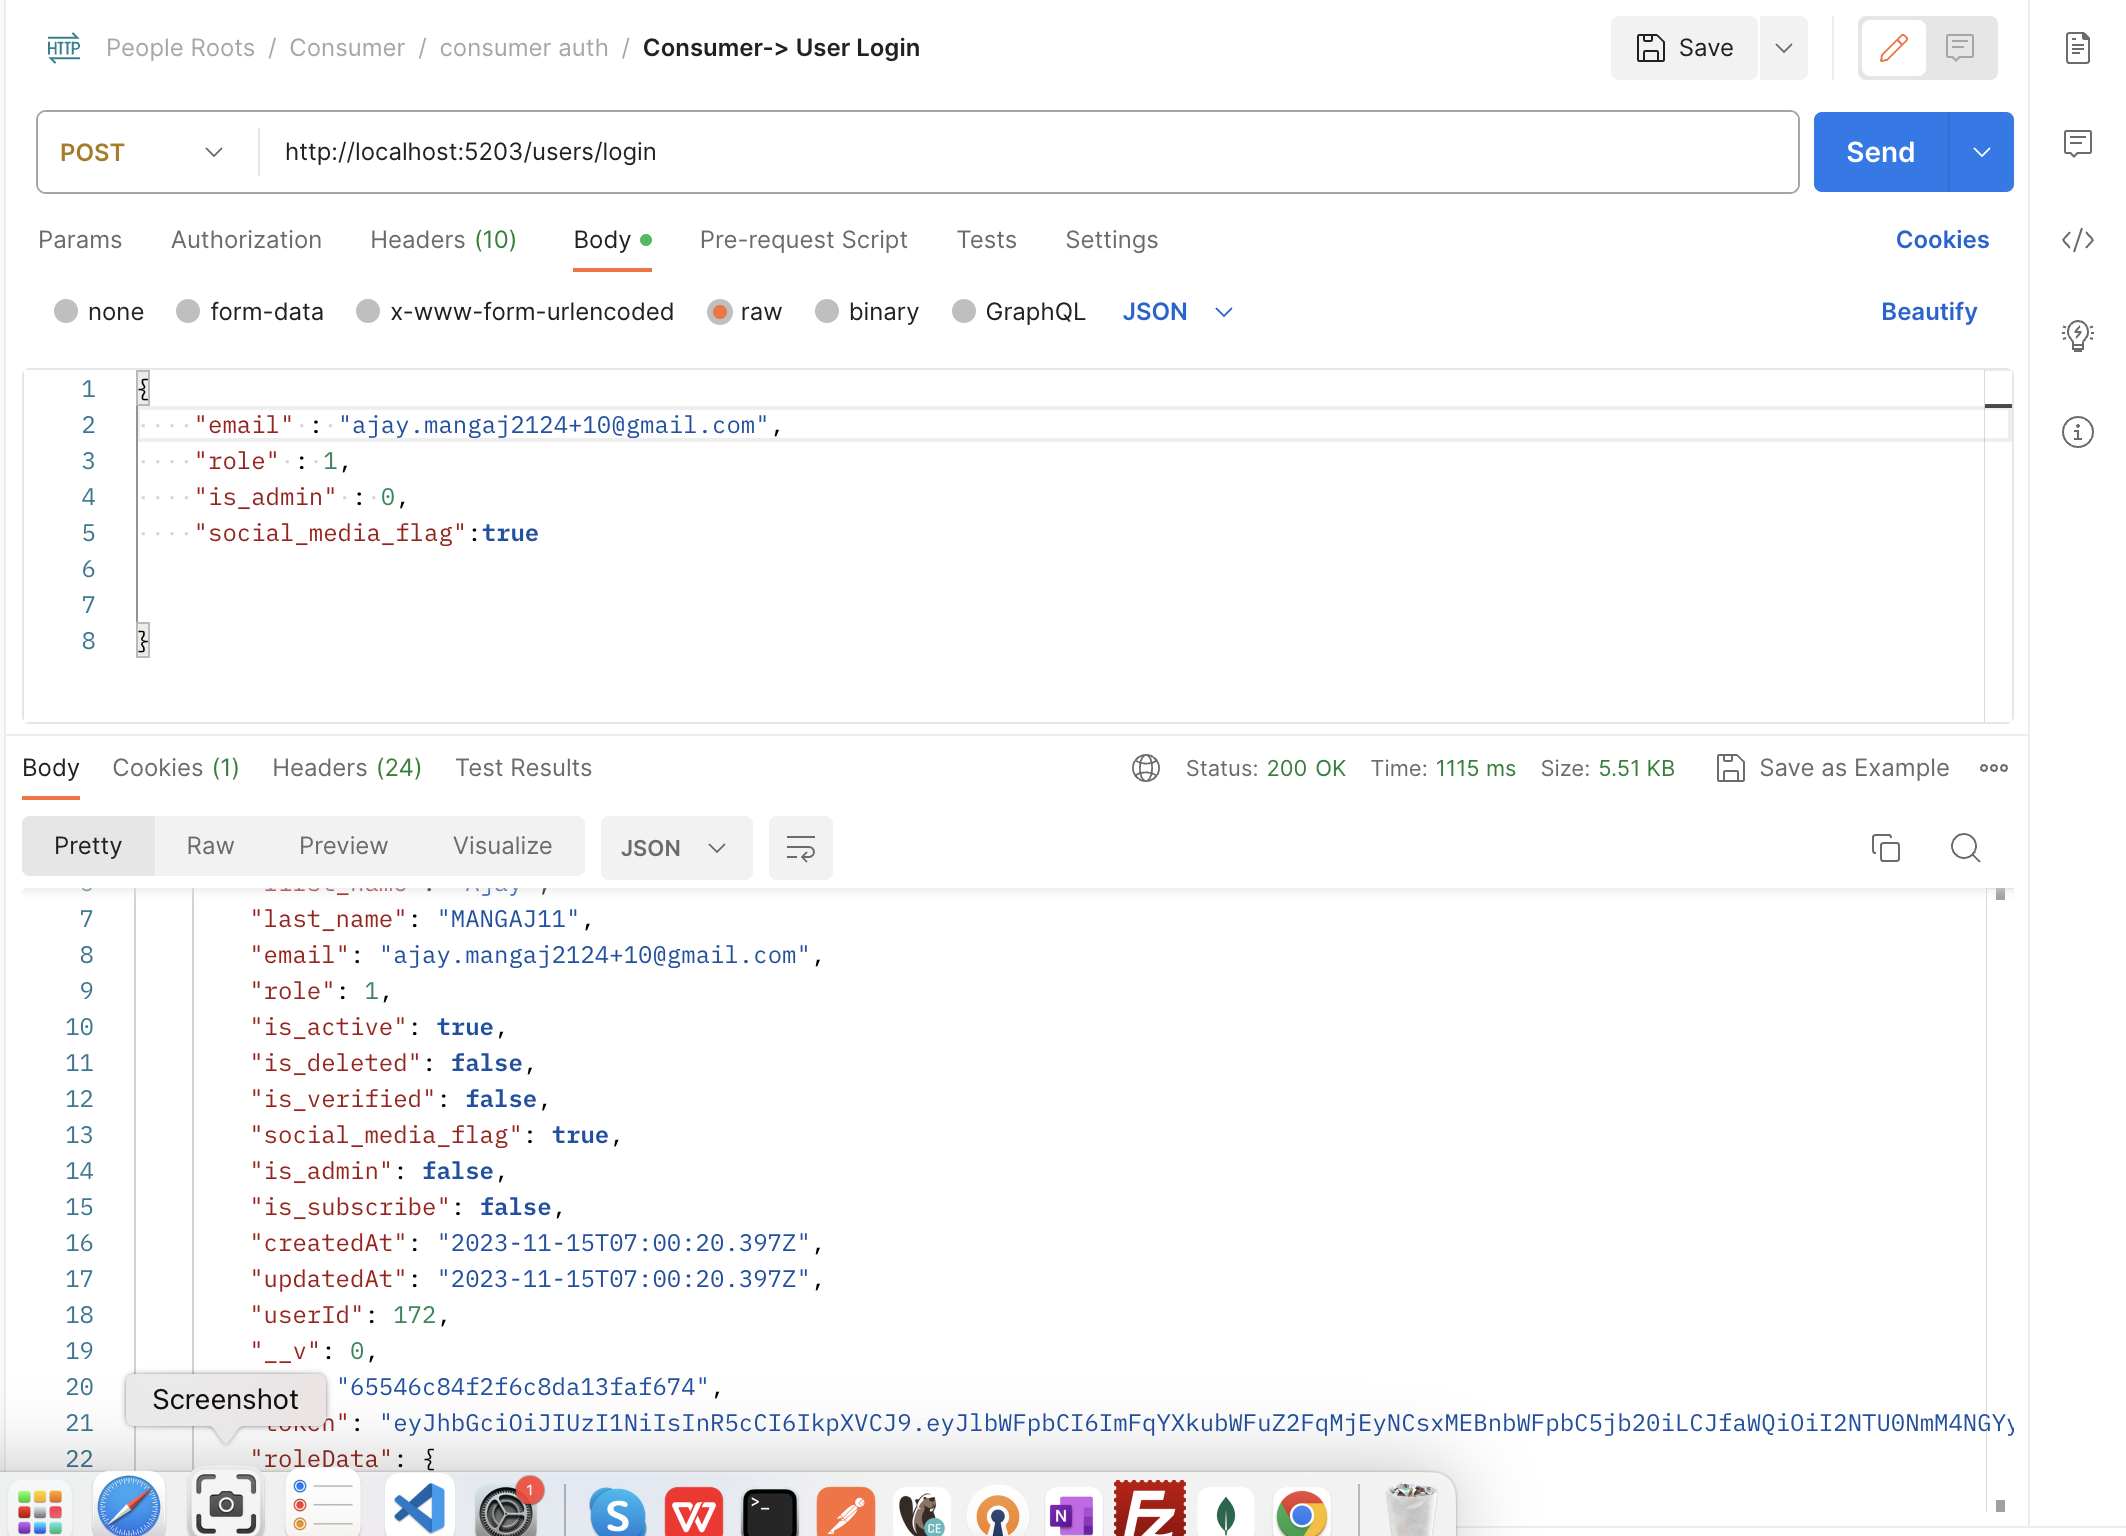 HTTP People Roots / Consumer / consumer auth / Consumer-> User Login Save
POST http://localhost:5203/users/login Send
Params Authorization Headers (10) Body Pre-request Script Tests Settings Cookies
none form-data x-www-form-urlencoded raw binary GraphQL JSON Beautify
1 {
2 "email" : "ajay.mangaj2124+10@gmail.com",
3 "role" : 1,
4 "is_admin" : 0,
5 "social_media_flag":true
6
7
8 }
Body Cookies (1) Headers (24) Test Results Status: 200 OK Time: 1115 ms Size: 5.51 KB Save as Example
Pretty Raw Preview Visualize JSON
7 "last_name": "MANGAJ11",
8 "email": "ajay.mangaj2124+10@gmail.com",
9 "role": 1,
10 "is_active": true,
11 "is_deleted": false,
12 "is_verified": false,
13 "social_media_flag": true,
14 "is_admin": false,
15 "is_subscribe": false,
16 "createdAt": "2023-11-15T07:00:20.397Z",
17 "updatedAt": "2023-11-15T07:00:20.397Z",
18 "userId": 172,
19 "__v": 0,
20 "65546c84f2f6c8da13faf674",
Screenshot
21 "token": "eyJhbGciOiJIUzI1NiIsInR5cCI6IkpXVCJ9.eyJlbWFpbCI6ImFqYXkubWFuZ2FqMjEyNCsxMEBnbWFpbC5jb20iLCJfaWQiOiI2NTU0NmM4NGYy
22 "roleData": {
1
S W >_ CE N Fz